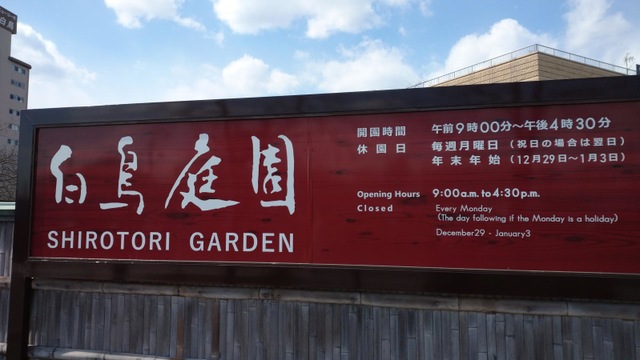 白鳥
白鳥庭園
SHIROTORI GARDEN
開園時間 午前9時00分～午後4時30分
休園日 毎週月曜日（祝日の場合は翌日）
年末年始（12月29日～1月3日）
Opening Hours 9:00a.m.to4:30p.m.
Closed Every Monday
(The day following if the Monday is a holiday)
December29 - January3